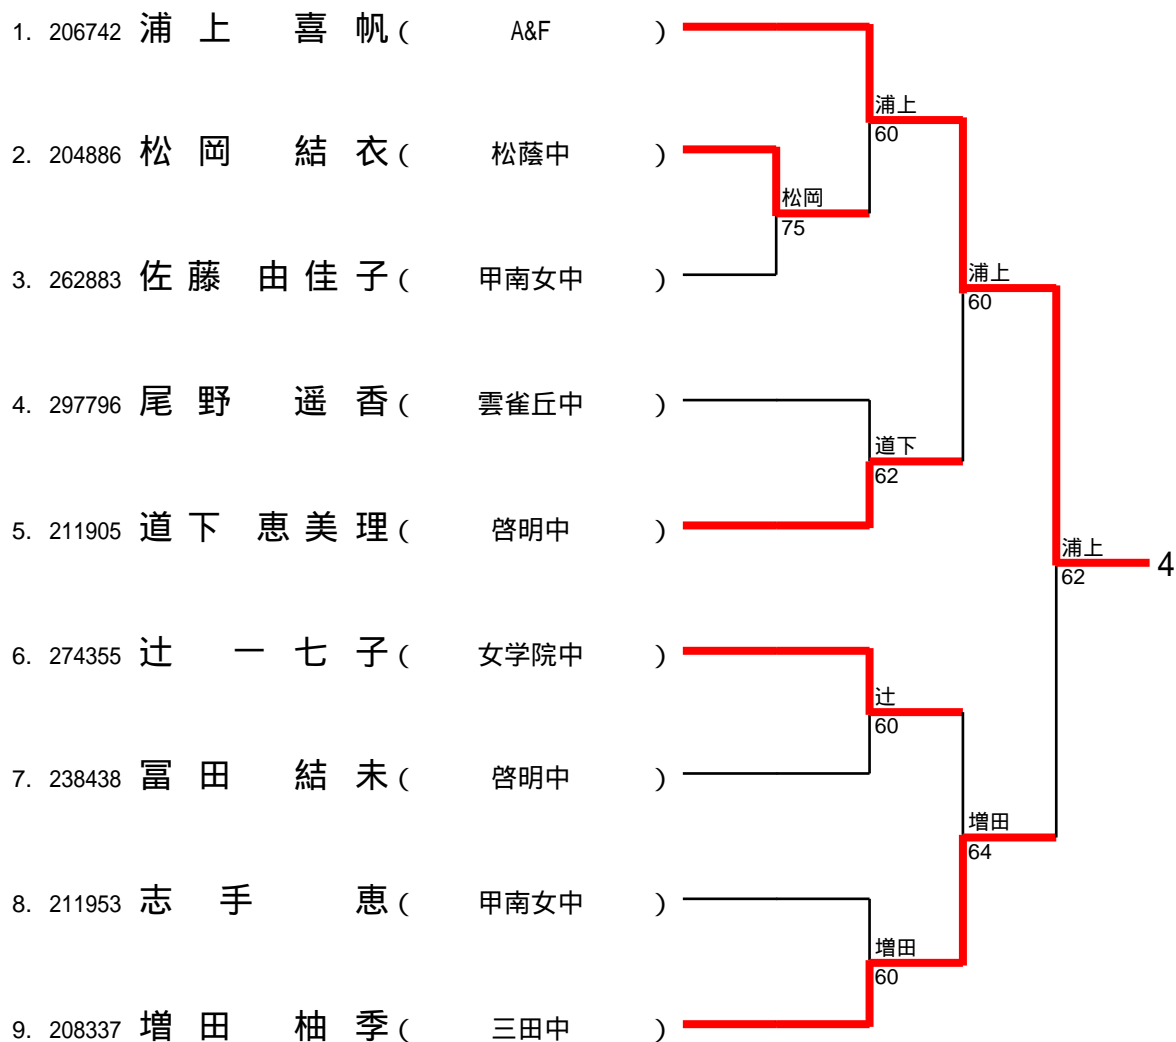 1. 206742 浦上 喜帆 ( A&F )
浦上
60
2. 204886 松岡 結衣 ( 松蔭中 )
松岡
75
3. 262883 佐藤 由佳子 ( 甲南女中 )
浦上
60
4. 297796 尾野 遥香 ( 雲雀丘中 )
道下
62
5. 211905 道下 恵美理 ( 啓明中 )
浦上
62
4
6. 274355 辻 一七子 ( 女学院中 )
辻
60
7. 238438 冨田 結未 ( 啓明中 )
増田
64
8. 211953 志手 恵 ( 甲南女中 )
増田
60
9. 208337 増田 柚季 ( 三田中 )